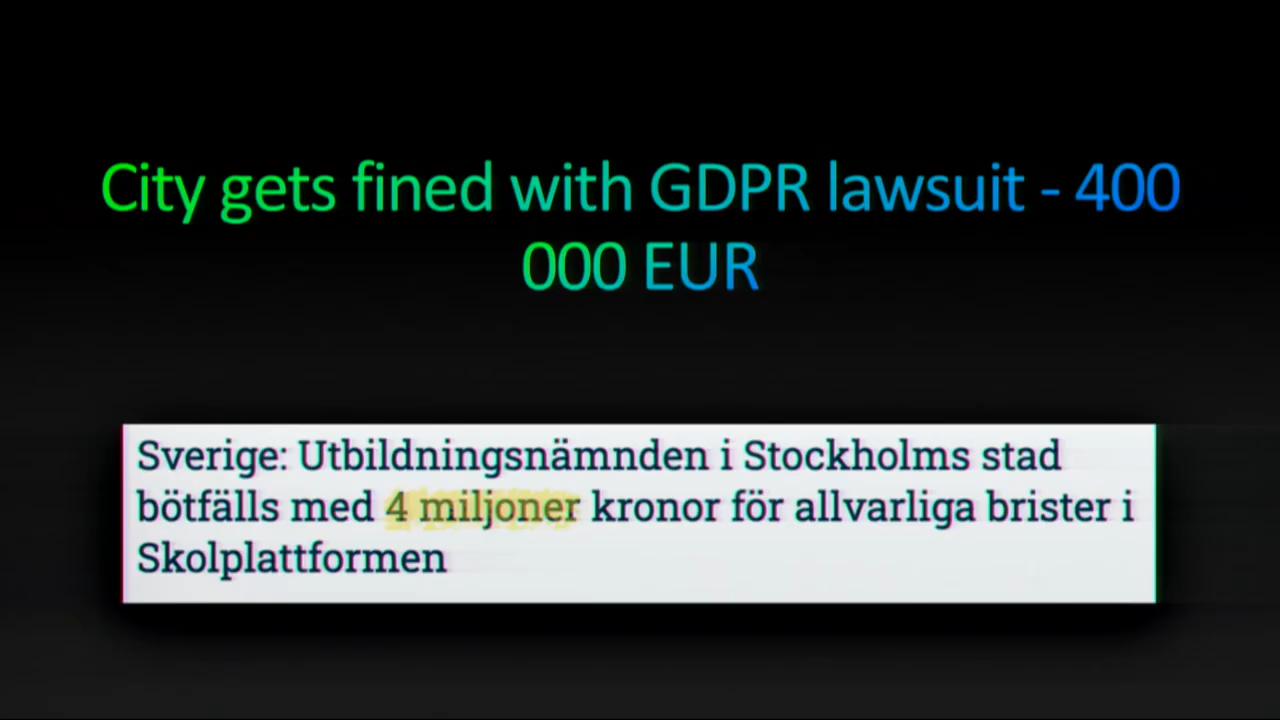 City gets fined with GDPR lawsuit - 400
000 EUR
Sverige: Utbildningsnämnden i Stockholms stad
bötfälls med 4 miljoner kronor för allvarliga brister i
Skolplattformen